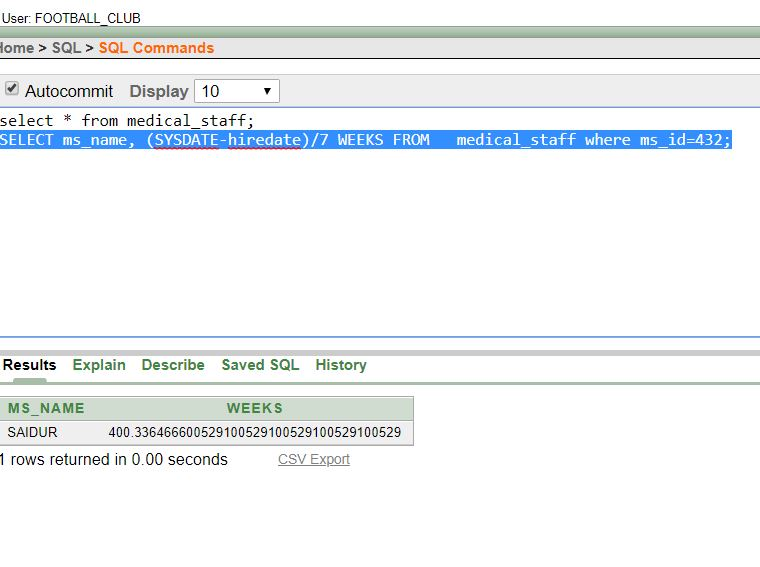 User: FOOTBALL_CLUB
Home > SQL > SQL Commands
Autocommit Display 10
select * from medical_staff;
SELECT ms_name, (SYSDATE-hiredate)/7 WEEKS FROM   medical_staff where ms_id=432;
Results Explain Describe Saved SQL History
MS_NAME WEEKS
SAIDUR 400.336466600529100529100529100529100529
1 rows returned in 0.00 seconds CSV Export